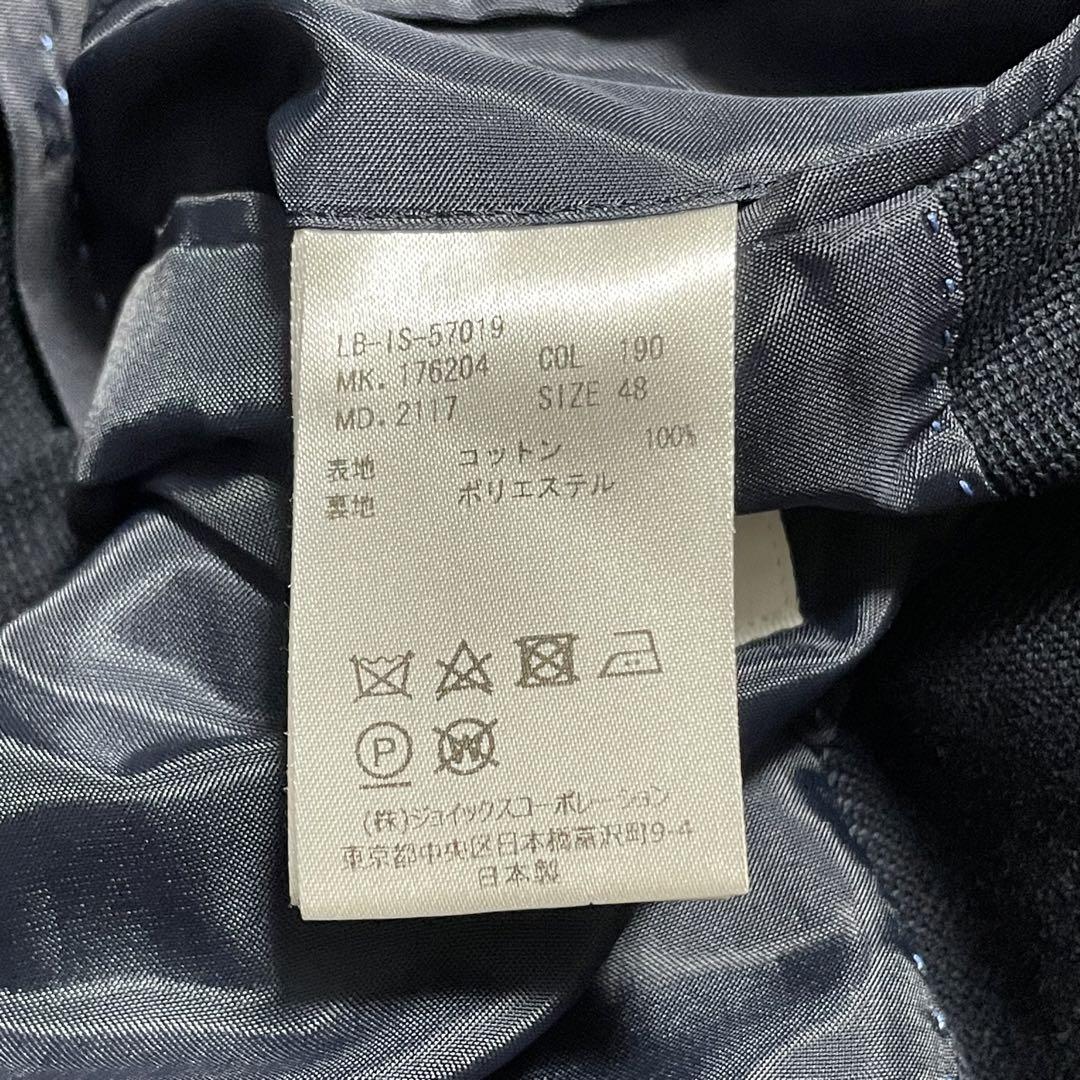 LB-IS-57019
MK. 176204 COL 190
MD. 2117 SIZE 48
表地 コットン 100%
裏地 ポリエステル
P W
(株)ジョイックスコーポレーション
東京都中央区日本橋富沢町9-4
日本製